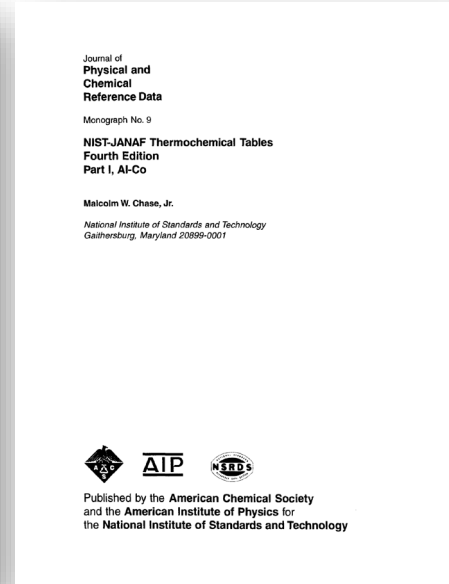 Journal of
Physical and
Chemical
Reference Data
Monograph No. 9
NIST-JANAF Thermochemical Tables
Fourth Edition
Part I, Al-Co
Malcolm W. Chase, Jr.
National Institute of Standards and Technology
Gaithersburg, Maryland 20899-0001
A C S
AIP
NSRDS
Published by the American Chemical Society
and the American Institute of Physics for
the National Institute of Standards and Technology